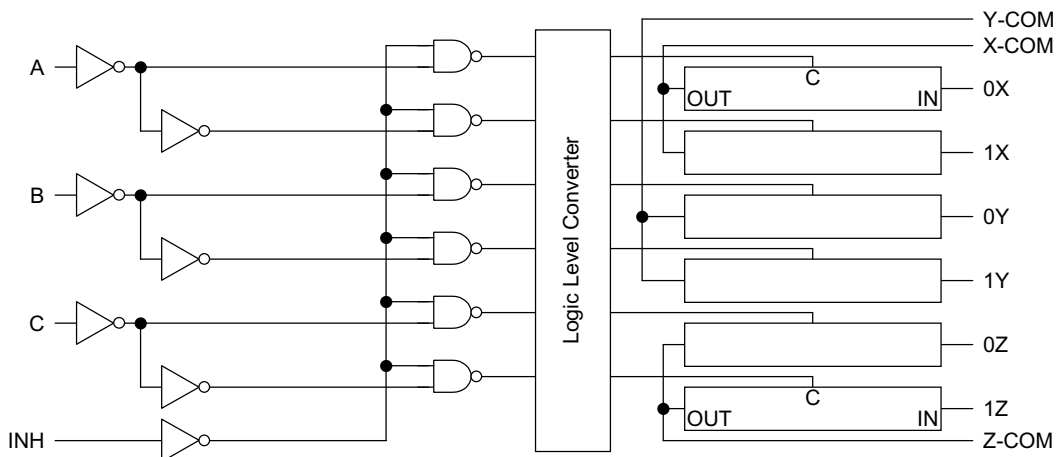 Y-COM
X-COM
A
C
OUT
IN
0X
1X
B
0Y
Logic Level Converter
1Y
C
0Z
C
OUT
IN
1Z
INH
Z-COM